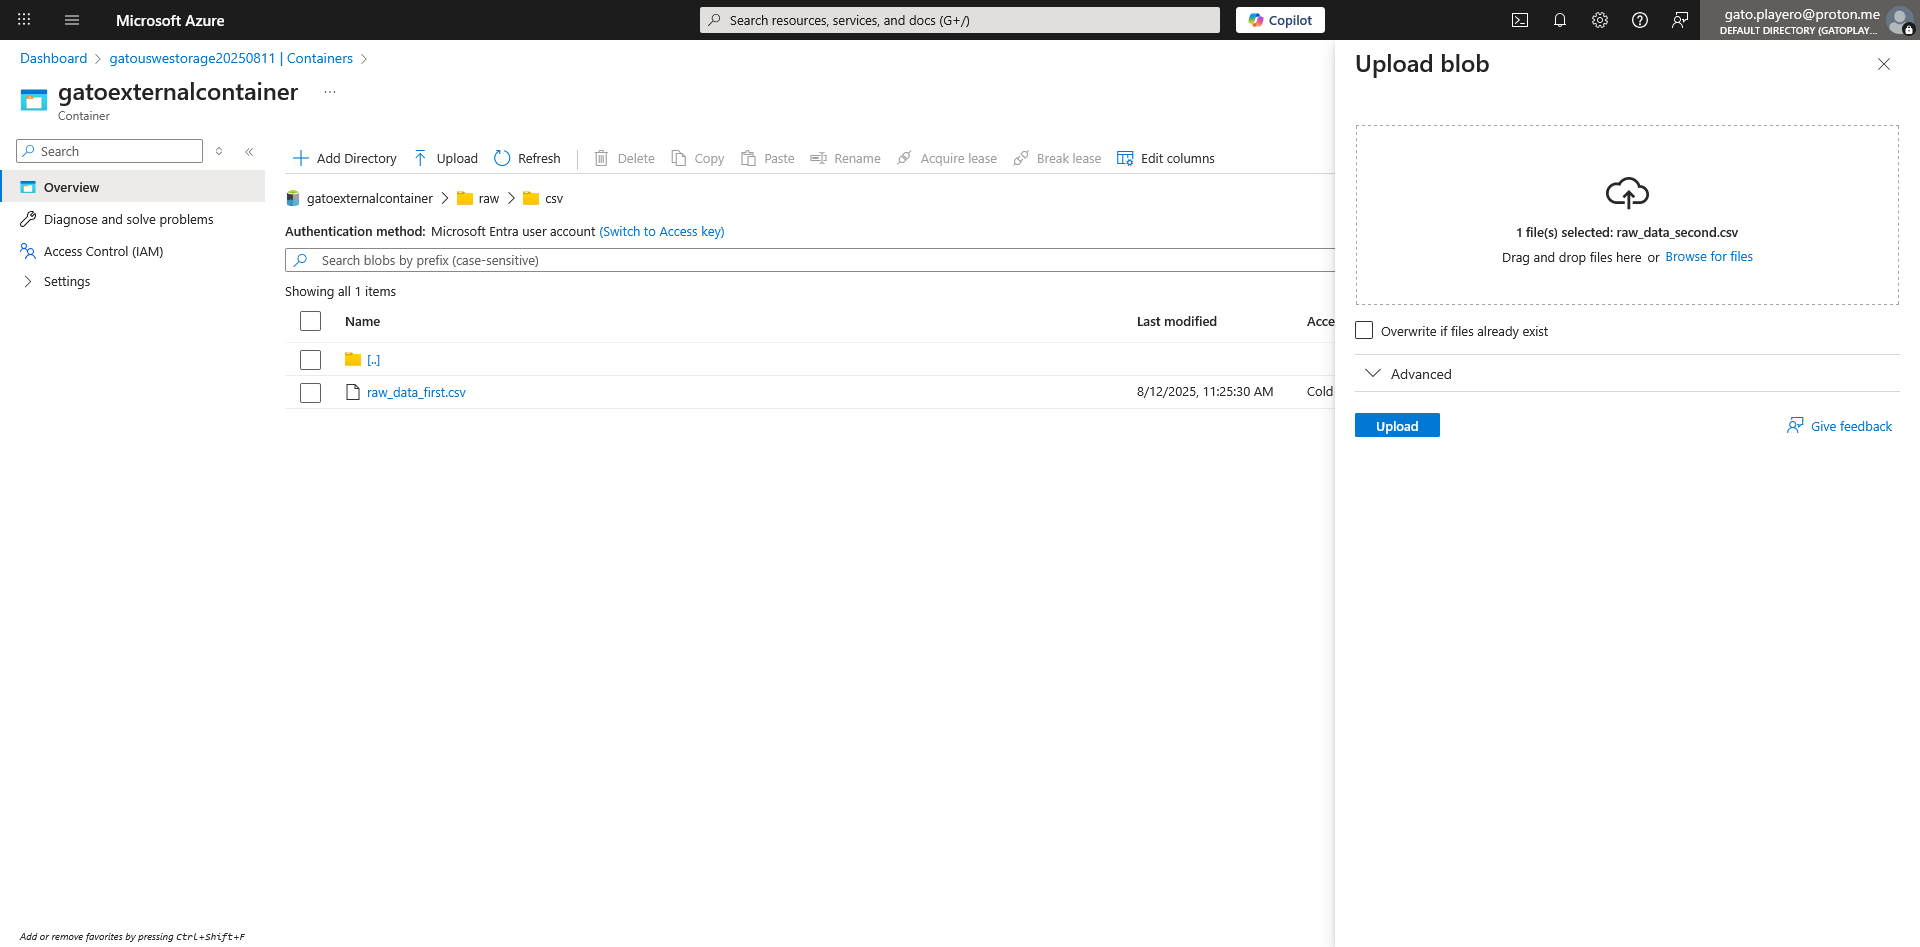 Microsoft Azure
Search resources, services, and docs (G+/)
Copilot
gato.playero@proton.me
DEFAULT DIRECTORY (GATOPLAY...
Dashboard
gatouswestorage20250811 | Containers
gatoexternalcontainer
...
Container
Search
Overview
Diagnose and solve problems
Access Control (IAM)
Settings
Add Directory
Upload
Refresh
Delete
Copy
Paste
Rename
Acquire lease
Break lease
Edit columns
gatoexternalcontainer
raw
csv
Authentication method: Microsoft Entra user account (Switch to Access key)
Search blobs by prefix (case-sensitive)
Showing all 1 items
Name
Last modified
Acce
[..]
raw_data_first.csv
8/12/2025, 11:25:30 AM
Cold
Upload blob
1 file(s) selected: raw_data_second.csv
Drag and drop files here or Browse for files
Overwrite if files already exist
Advanced
Upload
Give feedback
Add or remove favorites by pressing Ctrl+Shift+F